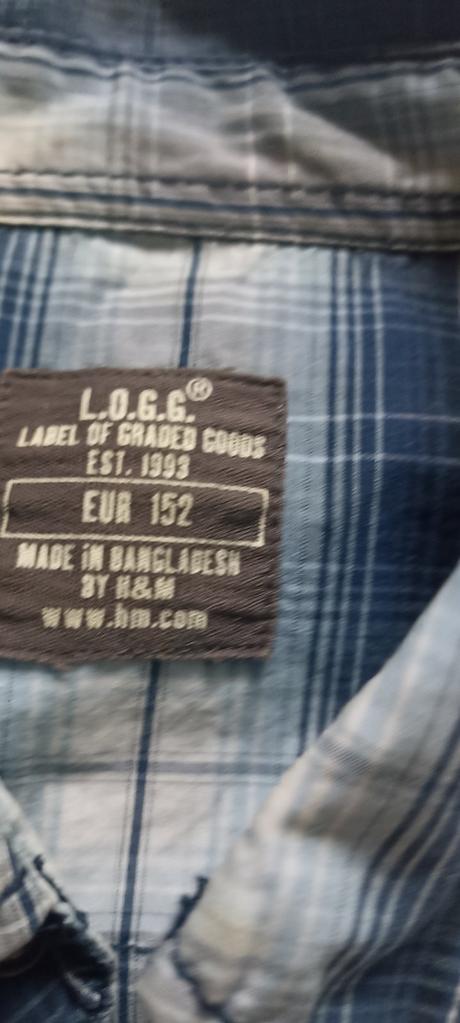 L.O.G.G.®
LABEL OF GRADED GOODS
EST. 1993
EUR 152
MADE IN BANGLADESH
BY H&M
www.hm.com